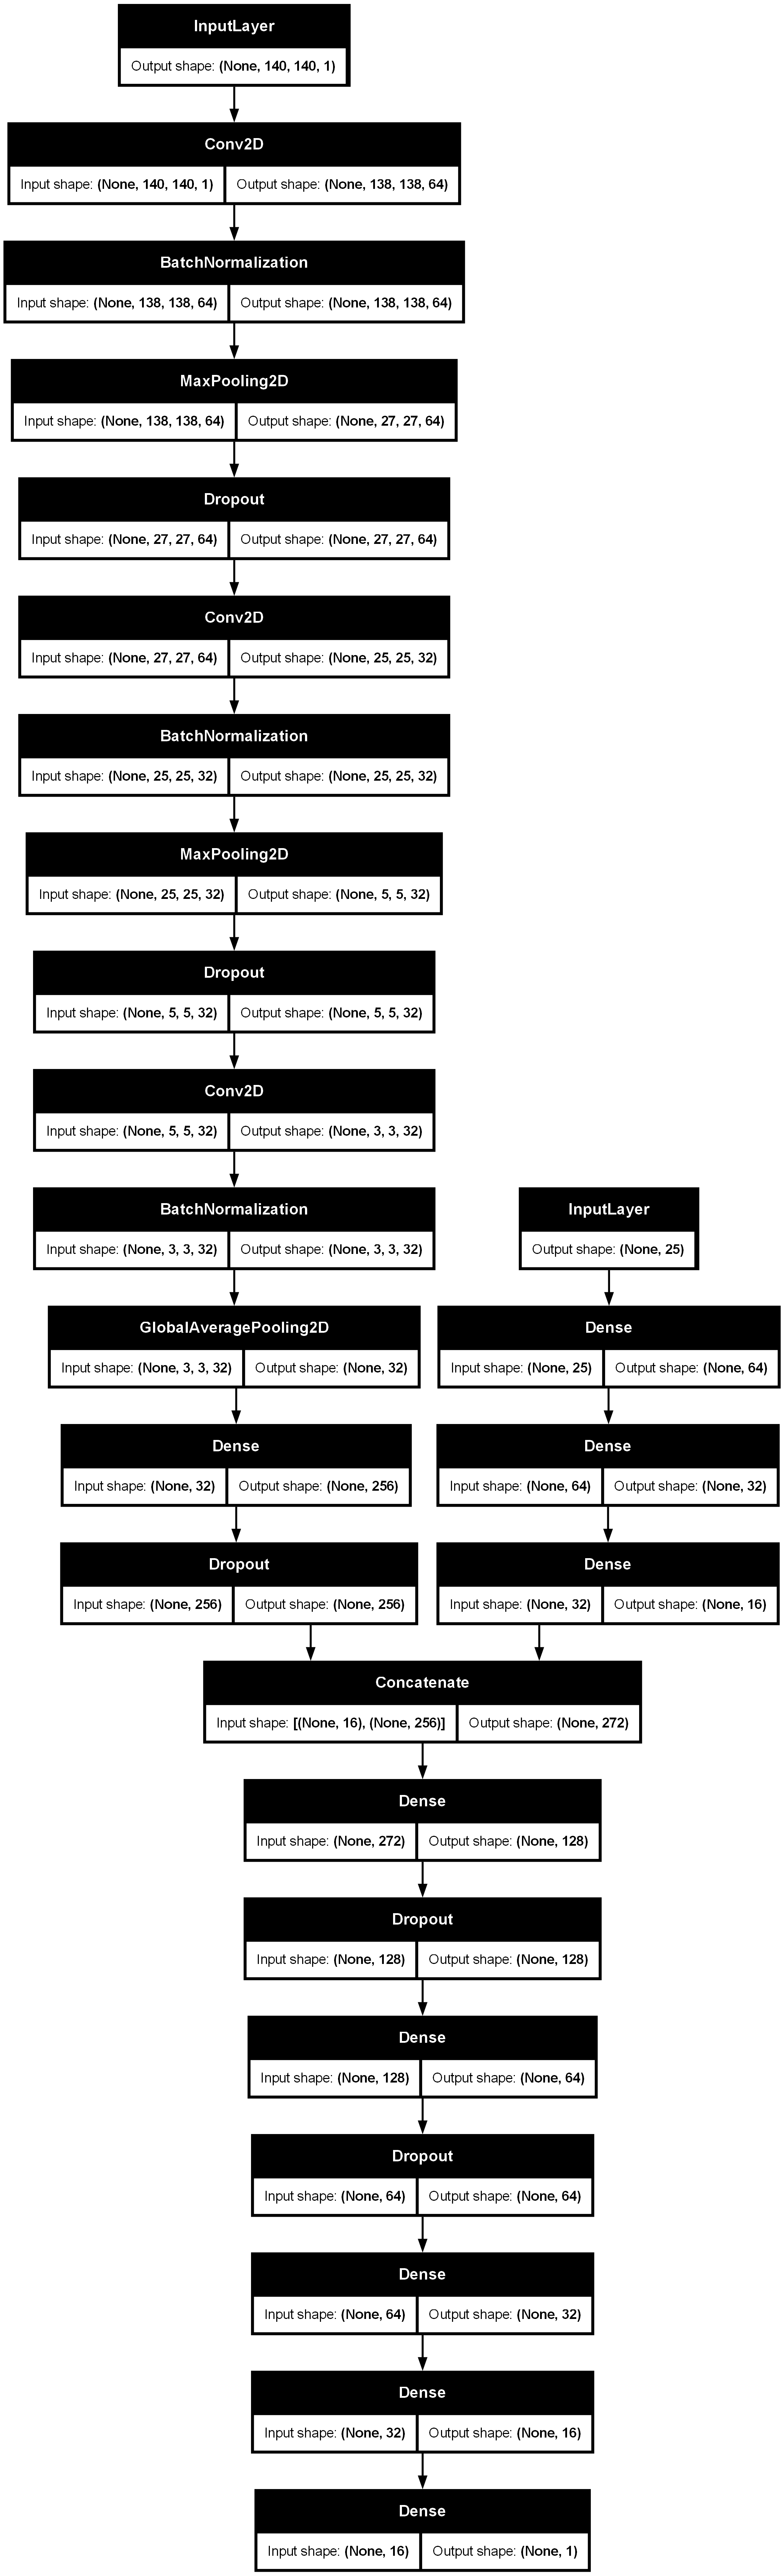 InputLayer
Output shape: (None, 140, 140, 1)
Conv2D
Input shape: (None, 140, 140, 1) Output shape: (None, 138, 138, 64)
BatchNormalization
Input shape: (None, 138, 138, 64) Output shape: (None, 138, 138, 64)
MaxPooling2D
Input shape: (None, 138, 138, 64) Output shape: (None, 27, 27, 64)
Dropout
Input shape: (None, 27, 27, 64) Output shape: (None, 27, 27, 64)
Conv2D
Input shape: (None, 27, 27, 64) Output shape: (None, 25, 25, 32)
BatchNormalization
Input shape: (None, 25, 25, 32) Output shape: (None, 25, 25, 32)
MaxPooling2D
Input shape: (None, 25, 25, 32) Output shape: (None, 5, 5, 32)
Dropout
Input shape: (None, 5, 5, 32) Output shape: (None, 5, 5, 32)
Conv2D
Input shape: (None, 5, 5, 32) Output shape: (None, 3, 3, 32)
BatchNormalization
Input shape: (None, 3, 3, 32) Output shape: (None, 3, 3, 32)
GlobalAveragePooling2D
Input shape: (None, 3, 3, 32) Output shape: (None, 32)
Dense
Input shape: (None, 32) Output shape: (None, 256)
Dropout
Input shape: (None, 256) Output shape: (None, 256)
InputLayer
Output shape: (None, 25)
Dense
Input shape: (None, 25) Output shape: (None, 64)
Dense
Input shape: (None, 64) Output shape: (None, 32)
Dense
Input shape: (None, 32) Output shape: (None, 16)
Concatenate
Input shape: [(None, 16), (None, 256)] Output shape: (None, 272)
Dense
Input shape: (None, 272) Output shape: (None, 128)
Dropout
Input shape: (None, 128) Output shape: (None, 128)
Dense
Input shape: (None, 128) Output shape: (None, 64)
Dropout
Input shape: (None, 64) Output shape: (None, 64)
Dense
Input shape: (None, 64) Output shape: (None, 32)
Dense
Input shape: (None, 32) Output shape: (None, 16)
Dense
Input shape: (None, 16) Output shape: (None, 1)